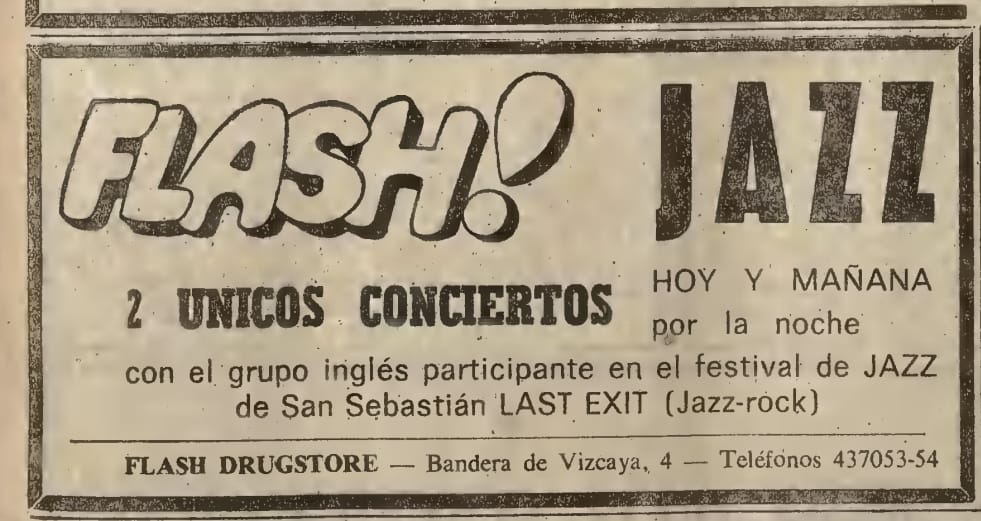 FLASH! JAZZ
2 UNICOS CONCIERTOS
HOY Y MAÑANA
por la noche
con el grupo inglés participante en el festival de JAZZ
de San Sebastián LAST EXIT (Jazz-rock)
FLASH DRUGSTORE — Bandera de Vizcaya, 4 — Teléfonos 437053-54